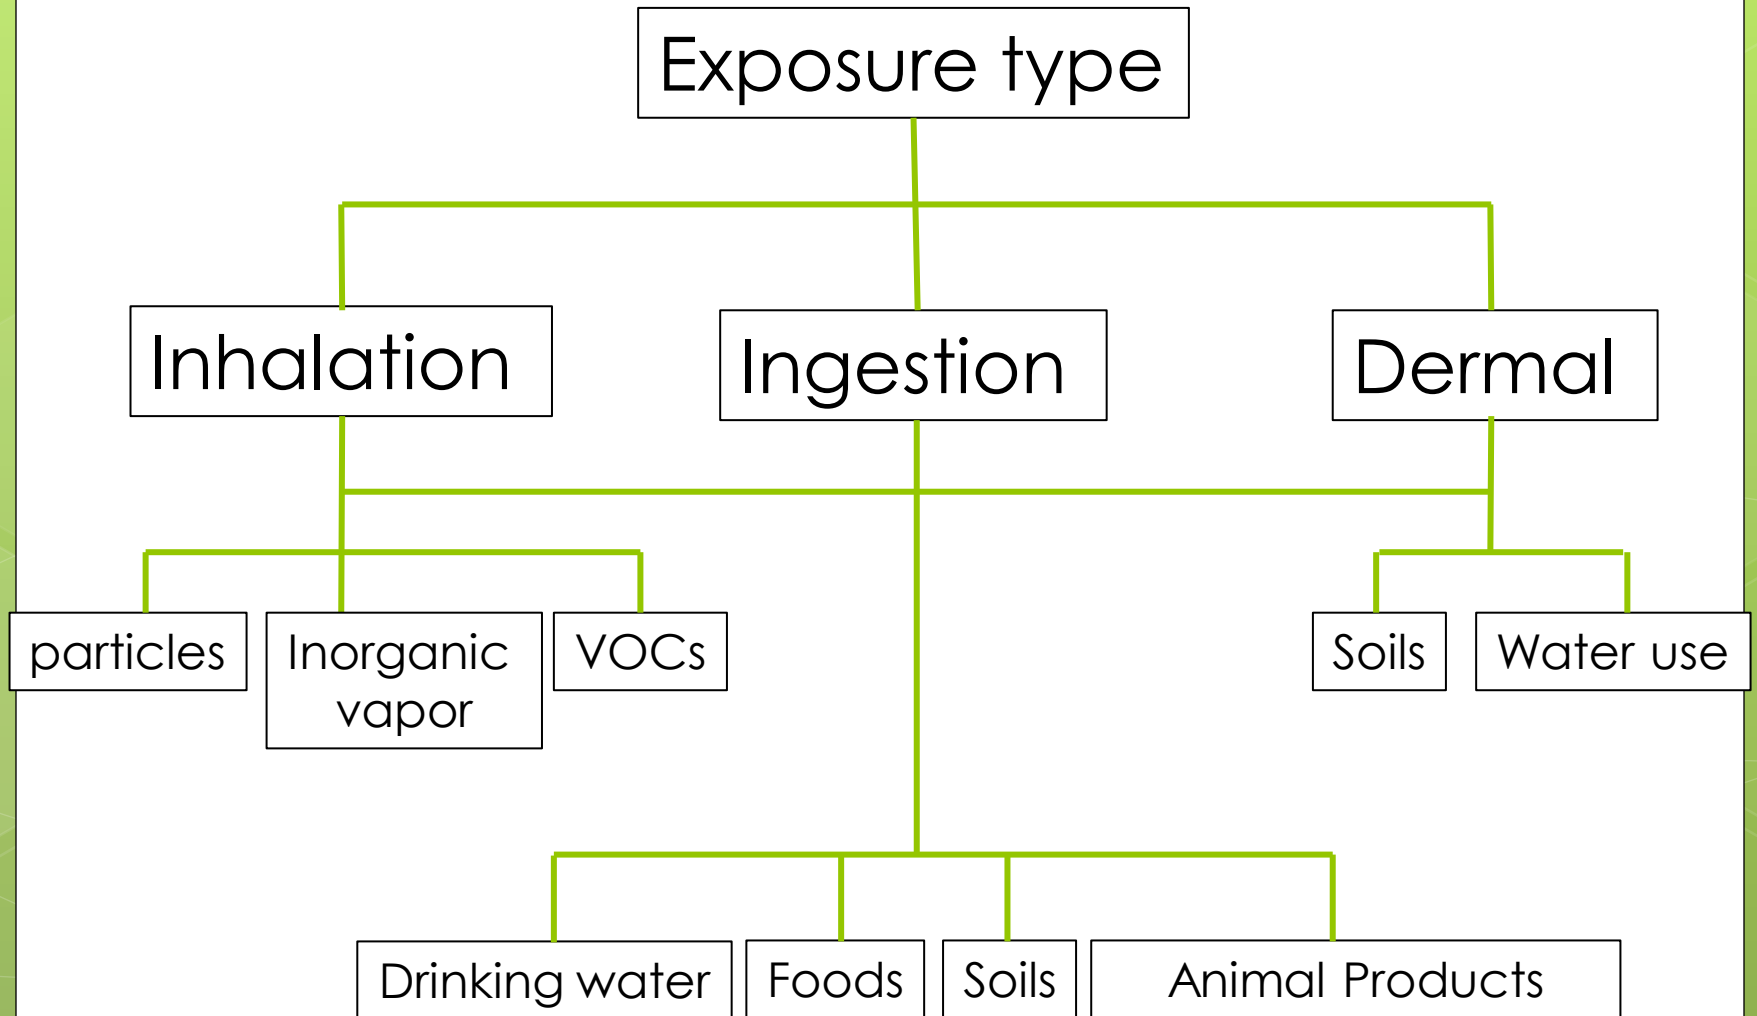 Exposure type
Inhalation
Ingestion
Dermal
particles
Inorganic
vapor
VOCs
Soils
Water use
Drinking water
Foods
Soils
Animal Products